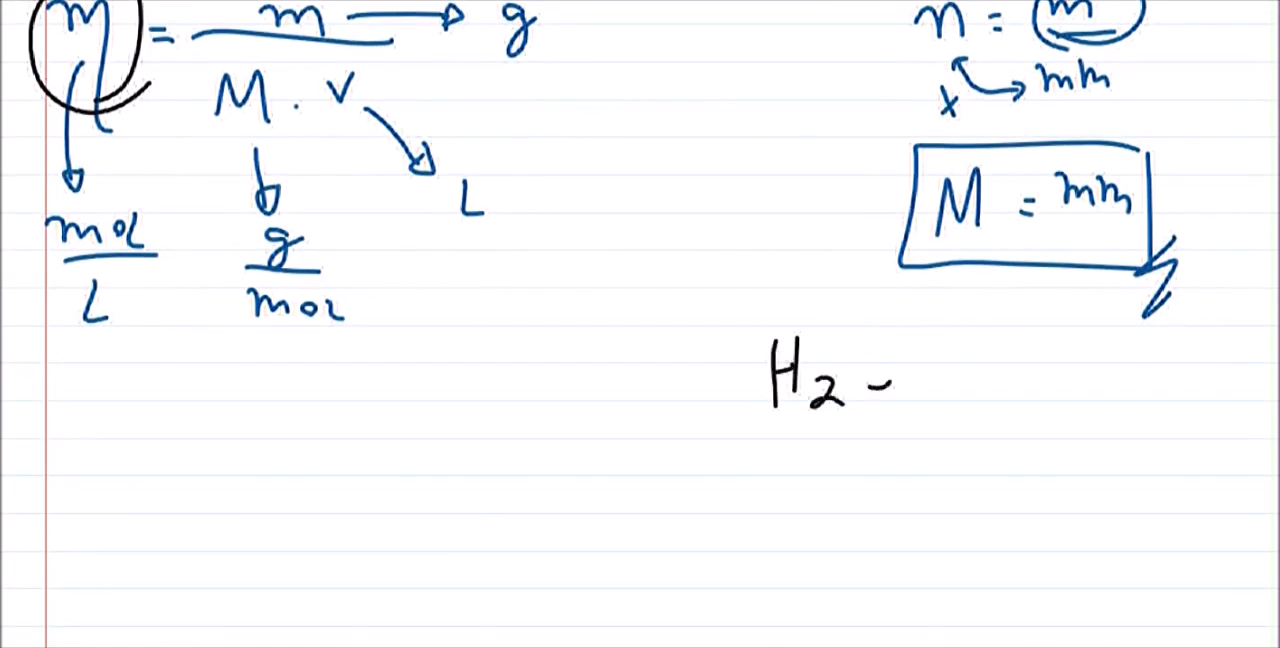 m = m → g
M . V
L
mol
L
g
mol
n = m
x → mm
M = mm
H2 -